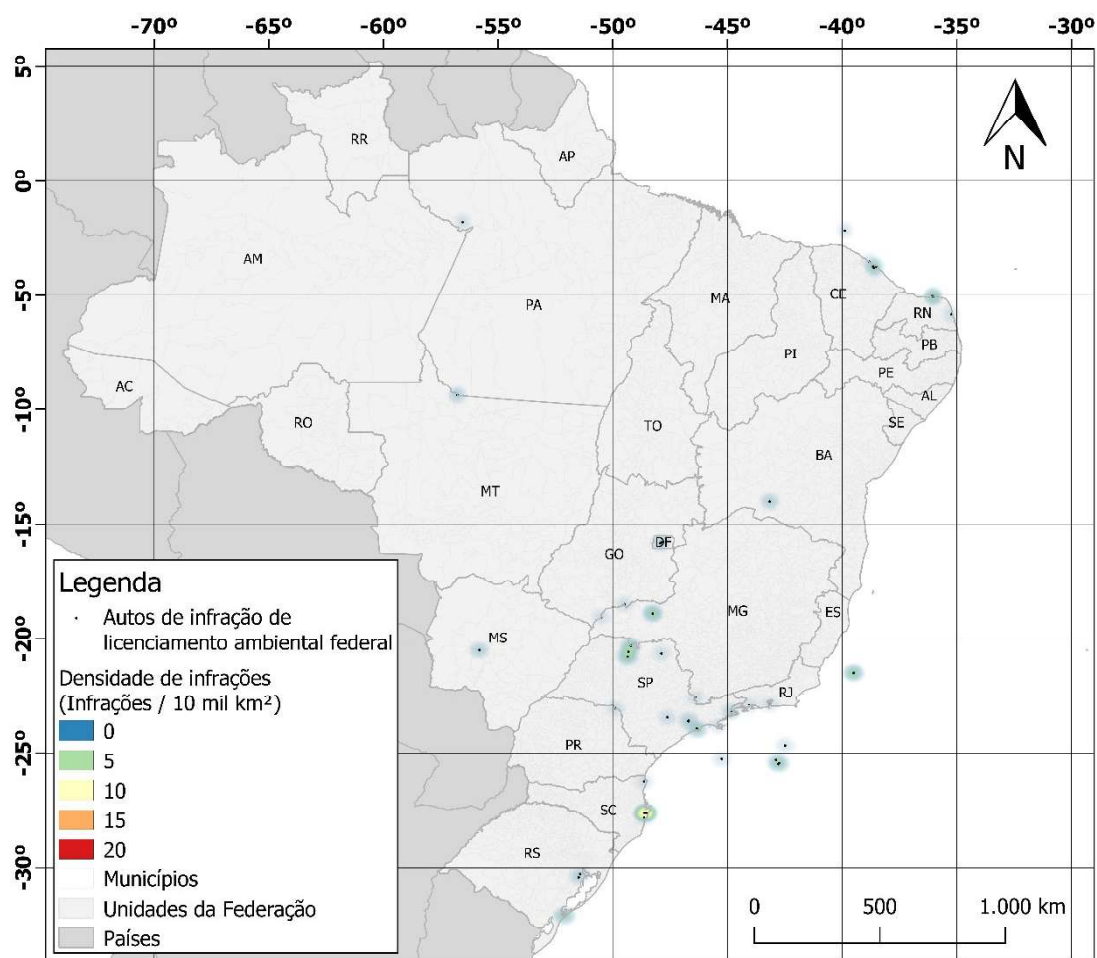 -70º -65º -60º -55º -50º -45º -40º -35º -30º
5º
RR
AP
0º
AM
PA
MA
CE
RN
-5º
PI
PB
PE
AC
AL
RO
TO
SE
-10º
BA
MT
-15º
GO
DF
Legenda
Autos de infração de
licenciamento ambiental federal
MG
ES
MS
-20º
Densidade de infrações
(Infrações / 10 mil km²)
SP
RJ
0
5
PR
-25º
10
15
SC
20
RS
-30º
Municípios
Unidades da Federação
Países
N
0 500 1.000 km